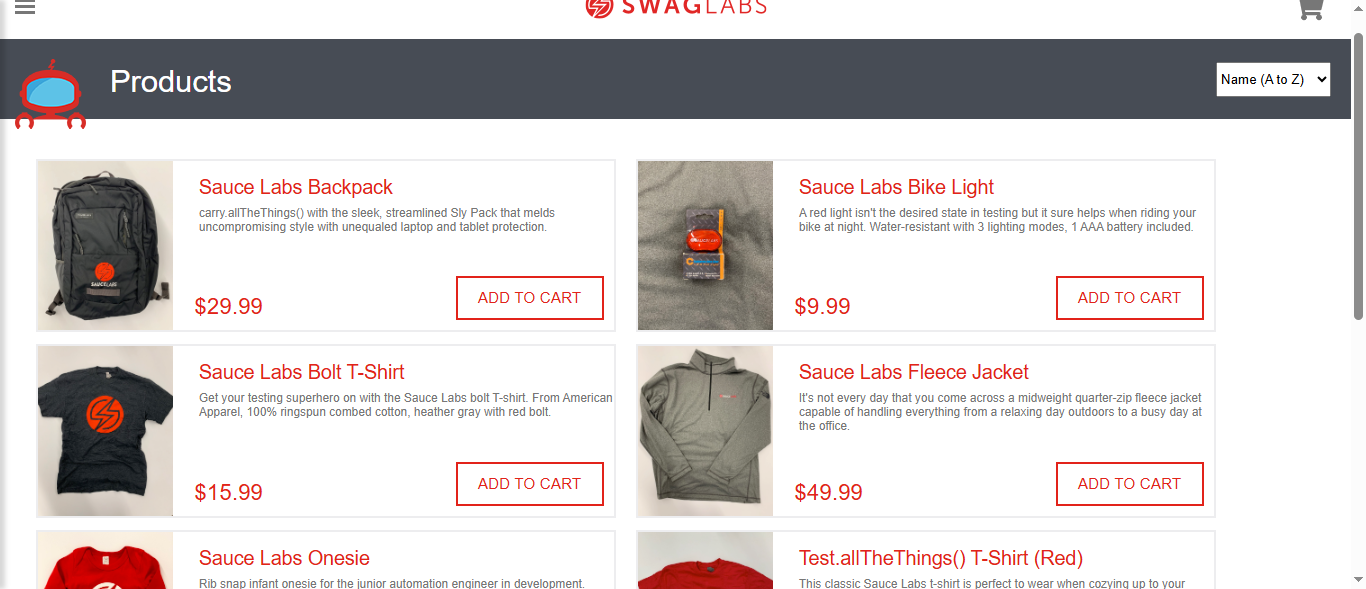 SWAGLABS
Products
Name (A to Z)
Sauce Labs Backpack
carry.allTheThings() with the sleek, streamlined Sly Pack that melds
uncompromising style with unequaled laptop and tablet protection.
$29.99
ADD TO CART
SAUCELABS
Sauce Labs Bike Light
A red light isn't the desired state in testing but it sure helps when riding your
bike at night. Water-resistant with 3 lighting modes, 1 AAA battery included.
$9.99
ADD TO CART
Sauce Labs Bolt T-Shirt
Get your testing superhero on with the Sauce Labs bolt T-shirt. From American
Apparel, 100% ringspun combed cotton, heather gray with red bolt.
$15.99
ADD TO CART
Sauce Labs Fleece Jacket
It's not every day that you come across a midweight quarter-zip fleece jacket
capable of handling everything from a relaxing day outdoors to a busy day at
the office.
$49.99
ADD TO CART
Sauce Labs Onesie
Rib snap infant onesie for the junior automation engineer in development.
Test.allTheThings() T-Shirt (Red)
This classic Sauce Labs t-shirt is perfect to wear when cozying up to your